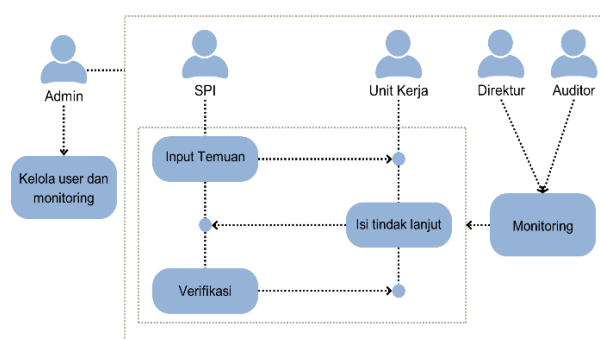 Admin
SPI
Unit Kerja
Direktur
Auditor
Input Temuan
Kelola user dan
monitoring
Isi tindak lanjut
Monitoring
Verifikasi